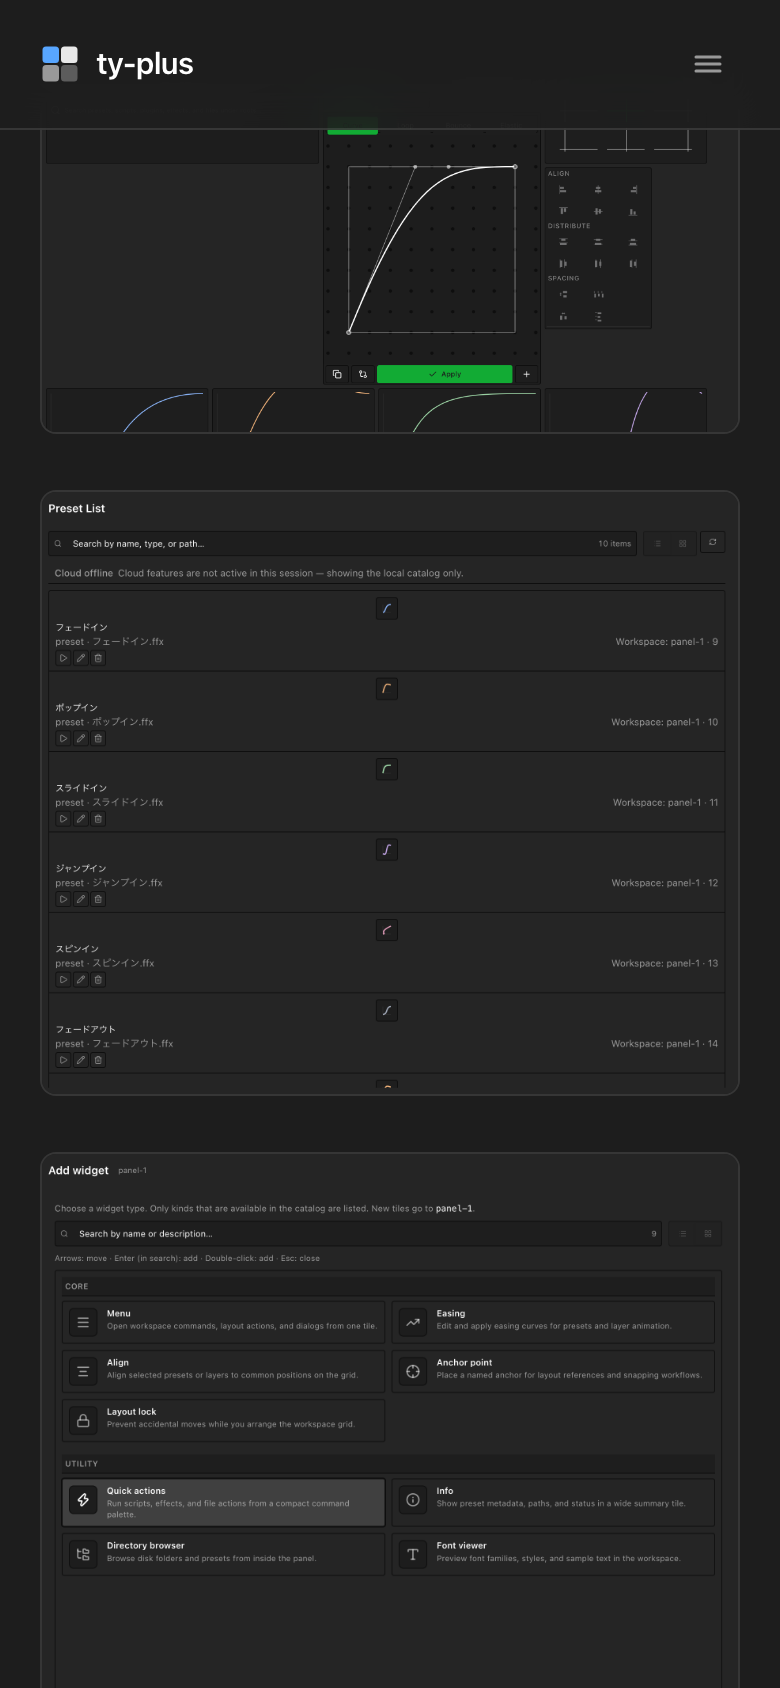 ty-plus
ALIGN
DISTRIBUTE
SPACING
Apply
Preset List
Search by name, type, or path...
10 items
Cloud offline Cloud features are not active in this session — showing the local catalog only.
フェードイン
preset · フェードイン.ffx
Workspace: panel-1 · 9
ポップイン
preset · ポップイン.ffx
Workspace: panel-1 · 10
スライドイン
preset · スライドイン.ffx
Workspace: panel-1 · 11
ジャンプイン
preset · ジャンプイン.ffx
Workspace: panel-1 · 12
スピンイン
preset · スピンイン.ffx
Workspace: panel-1 · 13
フェードアウト
preset · フェードアウト.ffx
Workspace: panel-1 · 14
Add widget panel-1
Choose a widget type. Only kinds that are available in the catalog are listed. New tiles go to panel-1.
Search by name or description...
9
Arrows: move · Enter (in search): add · Double-click: add · Esc: close
CORE
Menu
Open workspace commands, layout actions, and dialogs from one tile.
Easing
Edit and apply easing curves for presets and layer animation.
Align
Align selected presets or layers to common positions on the grid.
Anchor point
Place a named anchor for layout references and snapping workflows.
Layout lock
Prevent accidental moves while you arrange the workspace grid.
UTILITY
Quick actions
Run scripts, effects, and file actions from a compact command
palette.
Info
Show preset metadata, paths, and status in a wide summary tile.
Directory browser
Browse disk folders and presets from inside the panel.
Font viewer
Preview font families, styles, and sample text in the workspace.